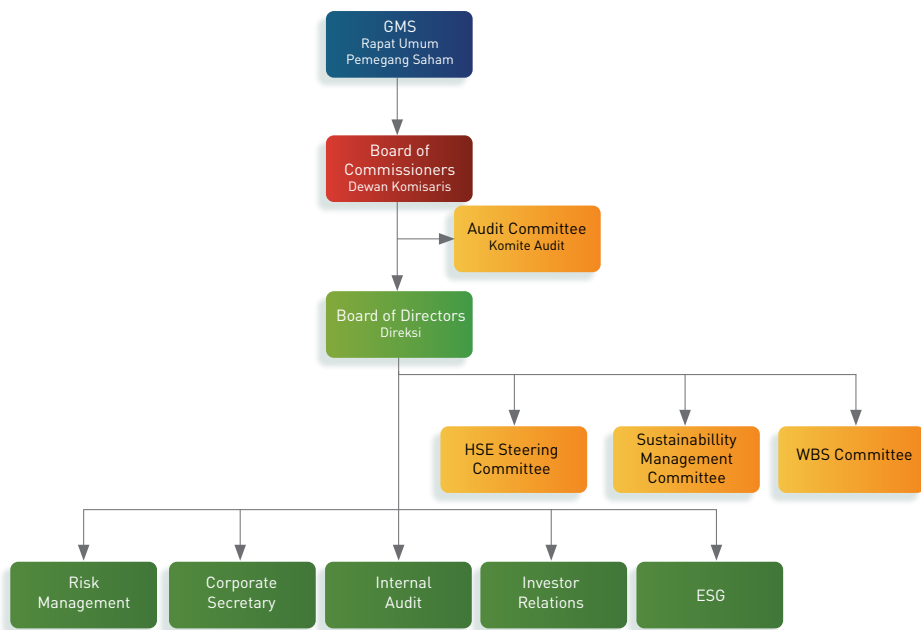 GMS
Rapat Umum
Pemegang Saham
Board of
Commissioners
Dewan Komisaris
Audit Committee
Komite Audit
Board of Directors
Direksi
HSE Steering
Committee
Sustainabillity
Management
Committee
WBS Committee
Risk
Management
Corporate
Secretary
Internal
Audit
Investor
Relations
ESG